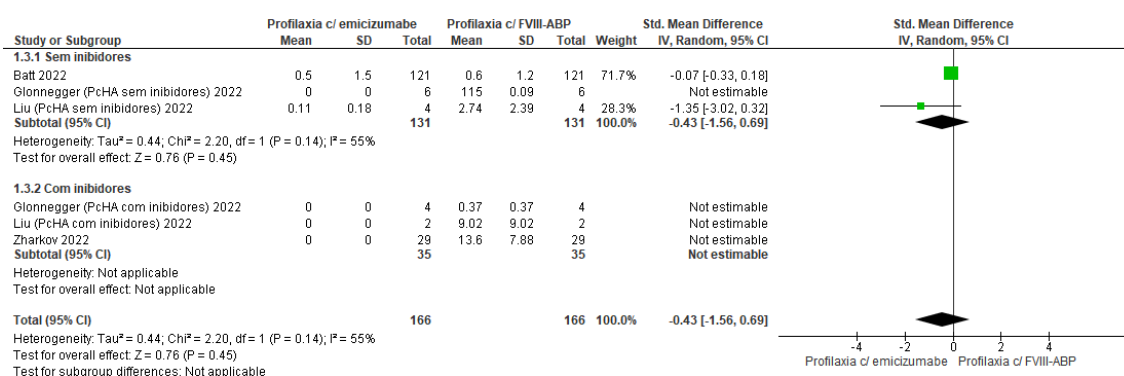 Profilaxia c/ emicizumabe Profilaxia c/ FVIII-ABP Std. Mean Difference Std. Mean Difference
Study or Subgroup Mean SD Total Mean SD Total Weight IV, Random, 95% CI IV, Random, 95% CI
1.3.1 Sem inibidores
Batt 2022 0.5 1.5 121 0.6 1.2 121 71.7% -0.07 [-0.33, 0.18]
Glonnegger (PcHA sem inibidores) 2022 0 0 6 115 0.09 6 Not estimable
Liu (PcHA sem inibidores) 2022 0.11 0.18 4 2.74 2.39 4 28.3% -1.35 [-3.02, 0.32]
Subtotal (95% CI) 131 131 100.0% -0.43 [-1.56, 0.69]
Heterogeneity: Tau² = 0.44; Chi² = 2.20, df = 1 (P = 0.14); I² = 55%
Test for overall effect: Z = 0.76 (P = 0.45)
1.3.2 Com inibidores
Glonnegger (PcHA com inibidores) 2022 0 0 4 0.37 0.37 4 Not estimable
Liu (PcHA com inibidores) 2022 0 0 2 9.02 9.02 2 Not estimable
Zharkov 2022 0 0 29 13.6 7.88 29 Not estimable
Subtotal (95% CI) 35 35 Not estimable
Heterogeneity: Not applicable
Test for overall effect: Not applicable
Total (95% CI) 166 166 100.0% -0.43 [-1.56, 0.69]
Heterogeneity: Tau² = 0.44; Chi² = 2.20, df = 1 (P = 0.14); I² = 55%
Test for overall effect: Z = 0.76 (P = 0.45)
Test for subgroup differences: Not applicable
-4 -2 0 2 4
Profilaxia c/ emicizumabe Profilaxia c/ FVIII-ABP